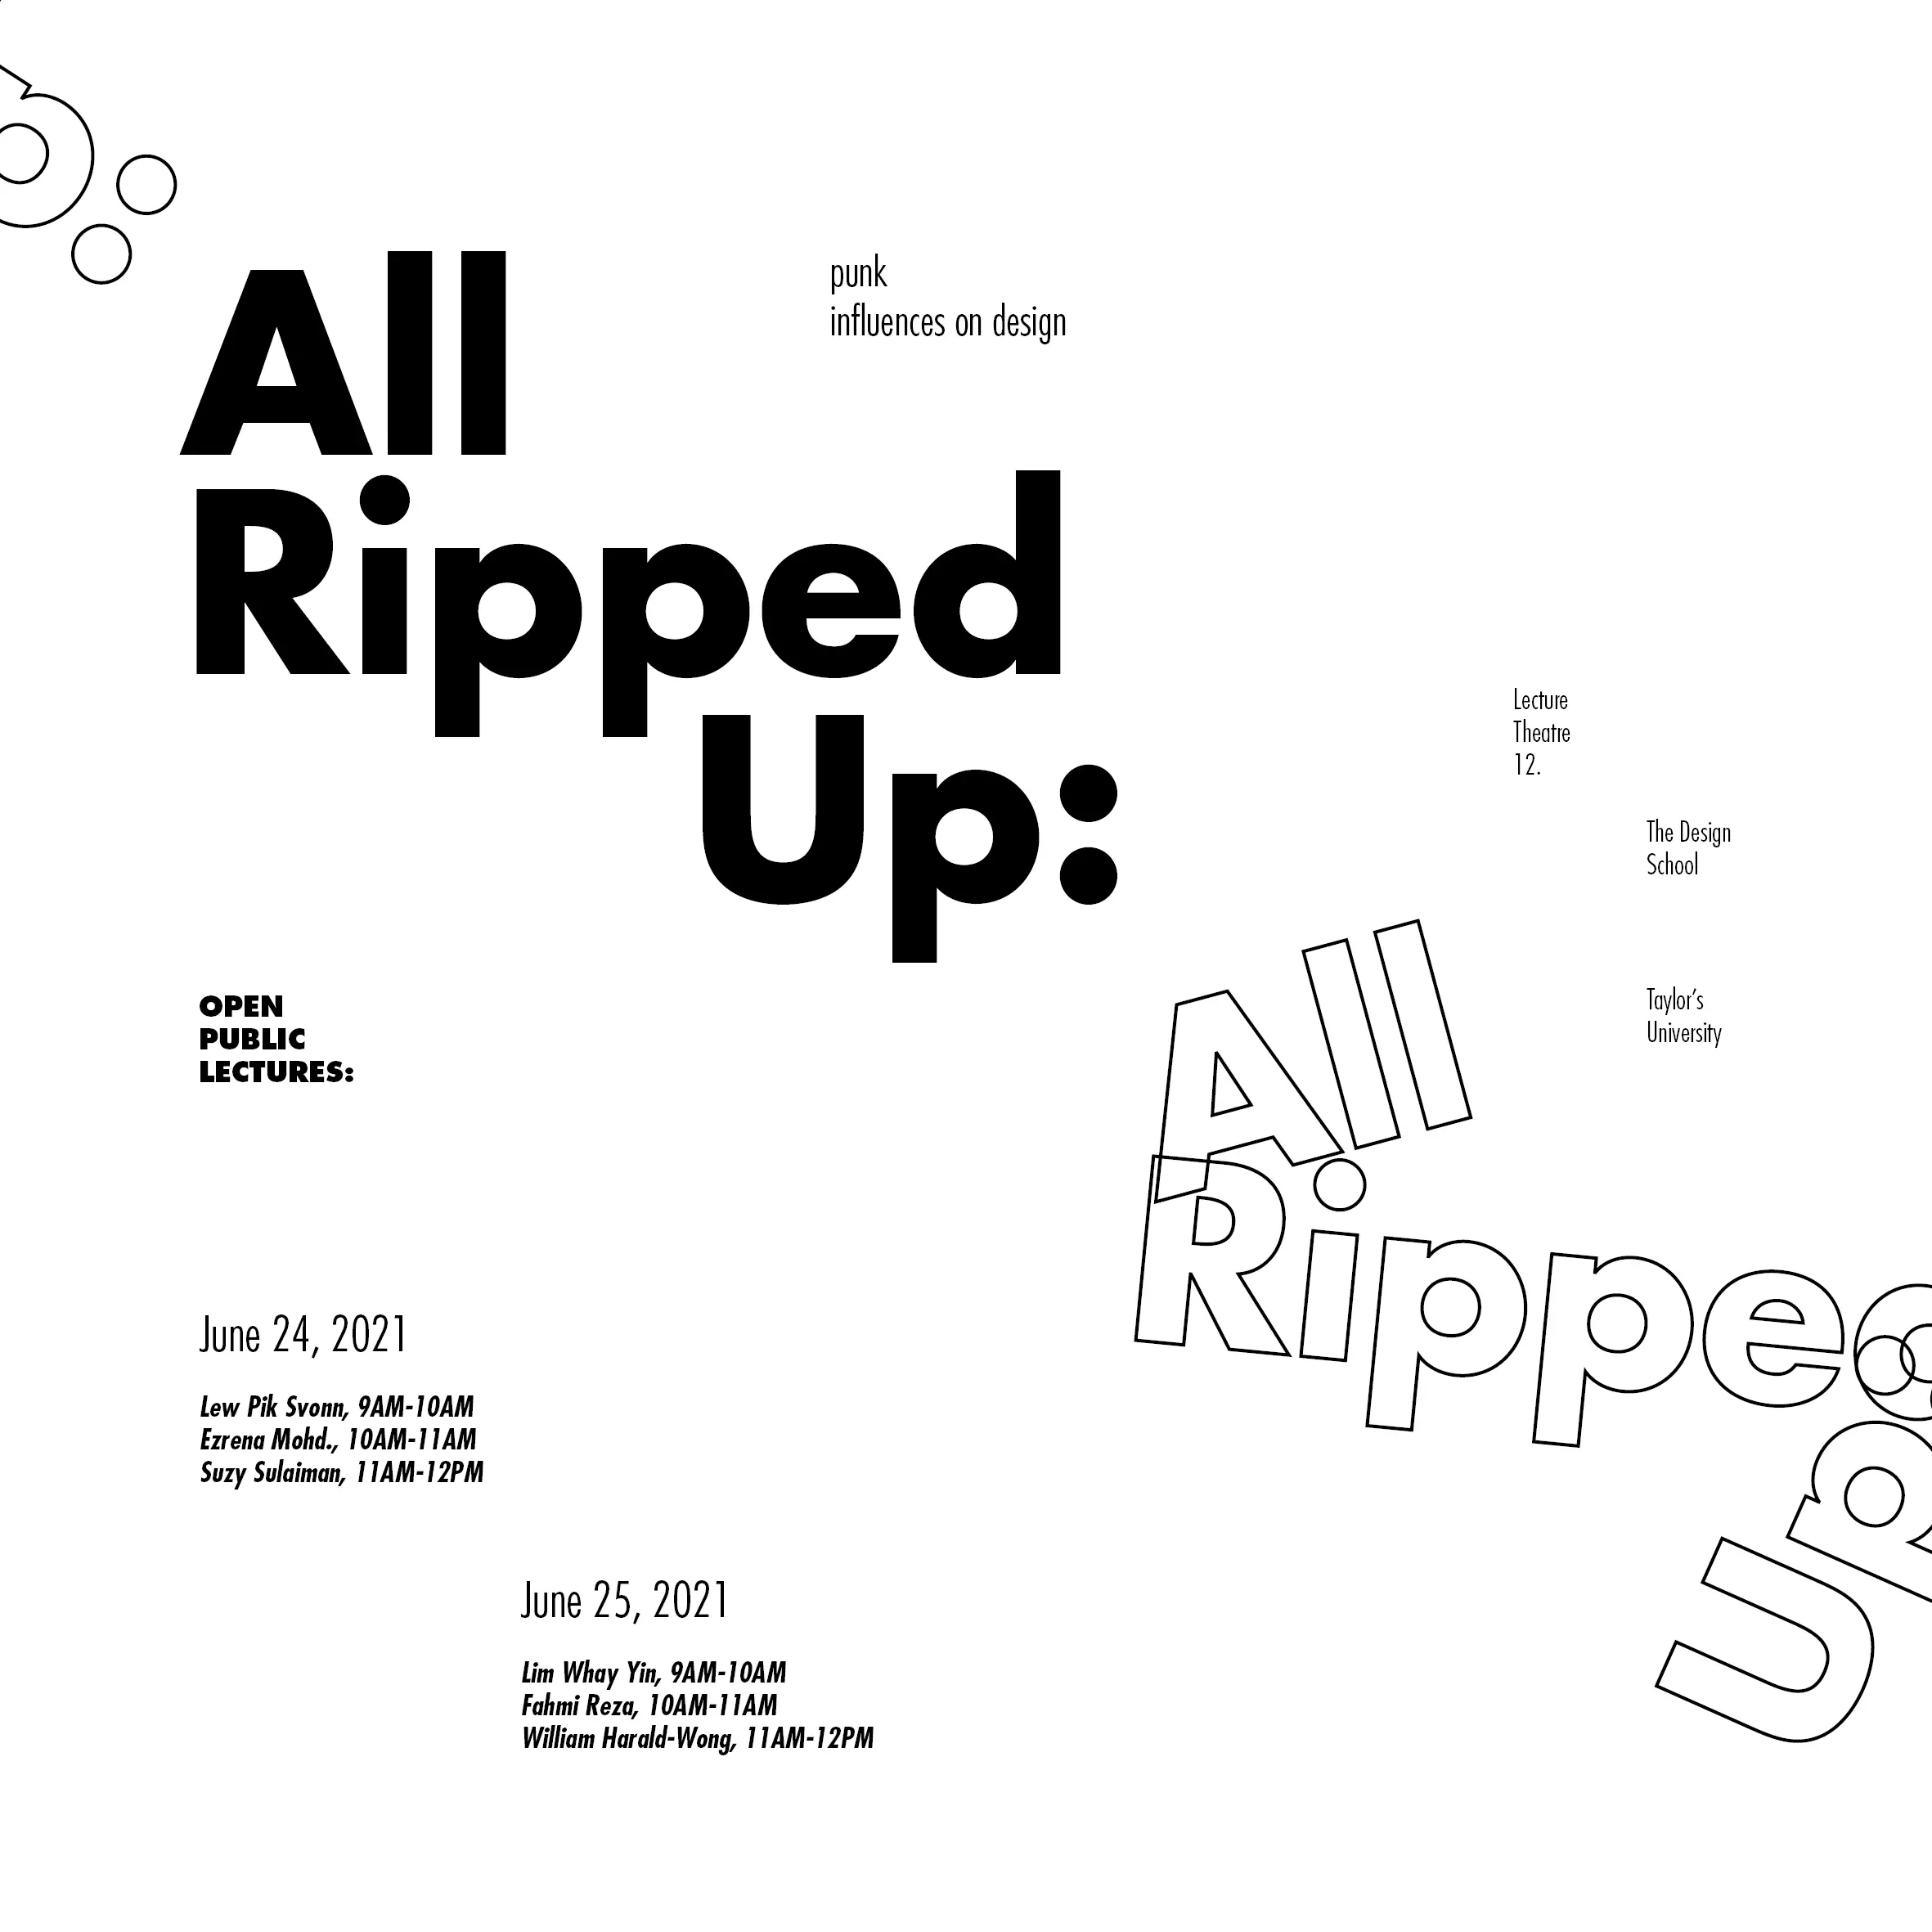 All
Ripped
Up:
punk
influences on design
Lecture
Theatre
12.
The Design
School
Taylor's
University
OPEN
PUBLIC
LECTURES:
All
Ripped
Up:
June 24, 2021
Lew Pik Svonn, 9AM-10AM
Ezrena Mohd., 10AM-11AM
Suzy Sulaiman, 11AM-12PM
June 25, 2021
Lim Whay Yin, 9AM-10AM
Fahmi Reza, 10AM-11AM
William Harald-Wong, 11AM-12PM